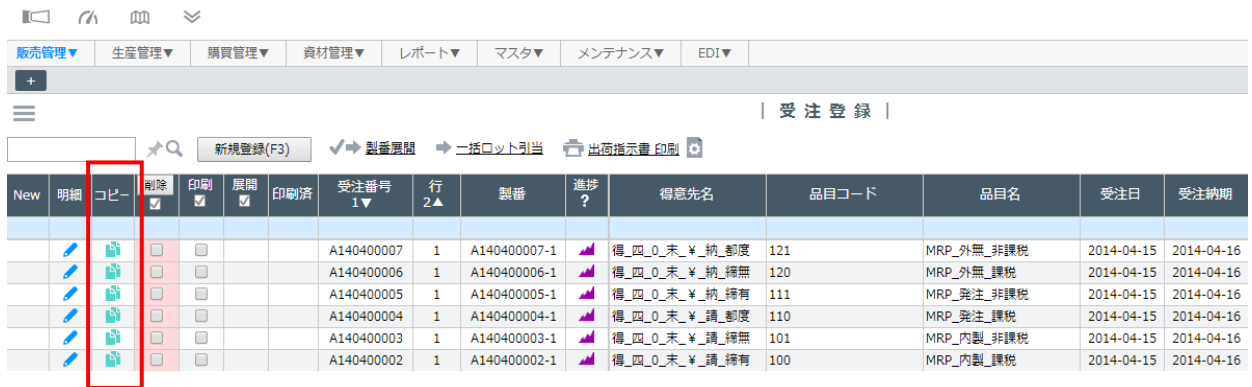 販売管理▼ 生産管理▼ 購買管理▼ 資材管理▼ レポート▼ マスタ▼ メンテナンス▼ EDI▼
+
| 受 注 登 録 |
新規登録(F3) 製番展開 一括ロット引当 出荷指示書 印刷
New 明細 コピー 削除 印刷 展開 印刷済 受注番号 1▼ 行 2▲ 製番 進捗 ? 得意先名 品目コード 品目名 受注日 受注納期
A140400007 1 A140400007-1 得_四_0_末_¥_納_都度 121 MRP_外無_非課税 2014-04-15 2014-04-16
A140400006 1 A140400006-1 得_四_0_末_¥_納_締無 120 MRP_外無_課税 2014-04-15 2014-04-16
A140400005 1 A140400005-1 得_四_0_末_¥_納_締有 111 MRP_発注_非課税 2014-04-15 2014-04-16
A140400004 1 A140400004-1 得_四_0_末_¥_請_都度 110 MRP_発注_課税 2014-04-15 2014-04-16
A140400003 1 A140400003-1 得_四_0_末_¥_請_締無 101 MRP_内製_非課税 2014-04-15 2014-04-16
A140400002 1 A140400002-1 得_四_0_末_¥_請_締有 100 MRP_内製_課税 2014-04-15 2014-04-16